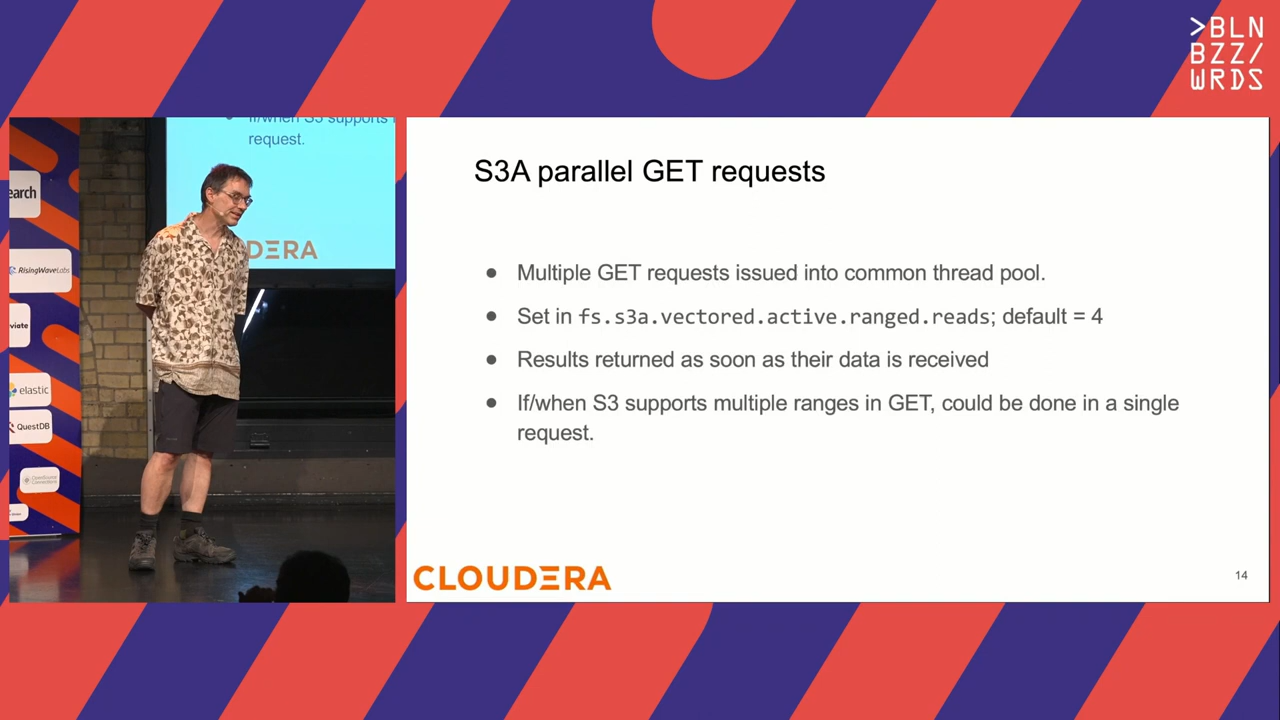 >BLN
BZZ/
WRDS
If/when S3 supports
request.
DERA
earch
RisingWaveLabs
viate
elastic
QuestDB
S3A parallel GET requests
● Multiple GET requests issued into common thread pool.
● Set in fs.s3a.vectored.active.ranged.reads; default = 4
● Results returned as soon as their data is received
● If/when S3 supports multiple ranges in GET, could be done in a single
request.
CLOUDERA
14